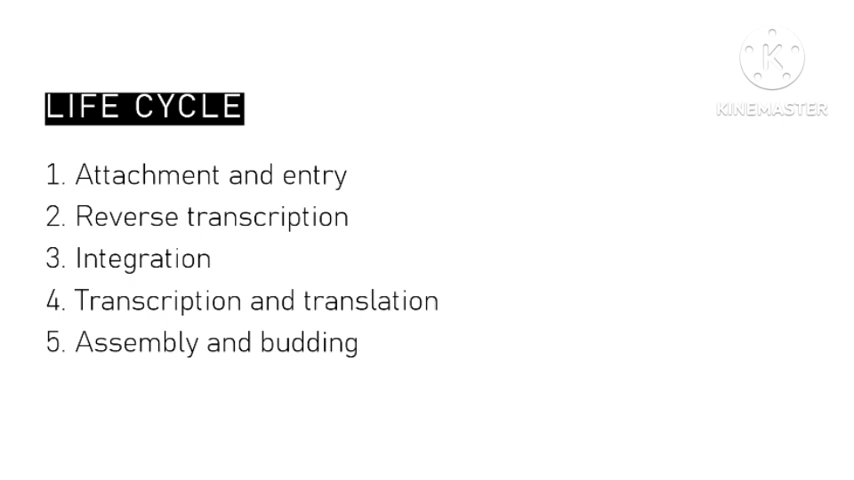 K
KINEMASTER
LIFE CYCLE
1. Attachment and entry
2. Reverse transcription
3. Integration
4. Transcription and translation
5. Assembly and budding